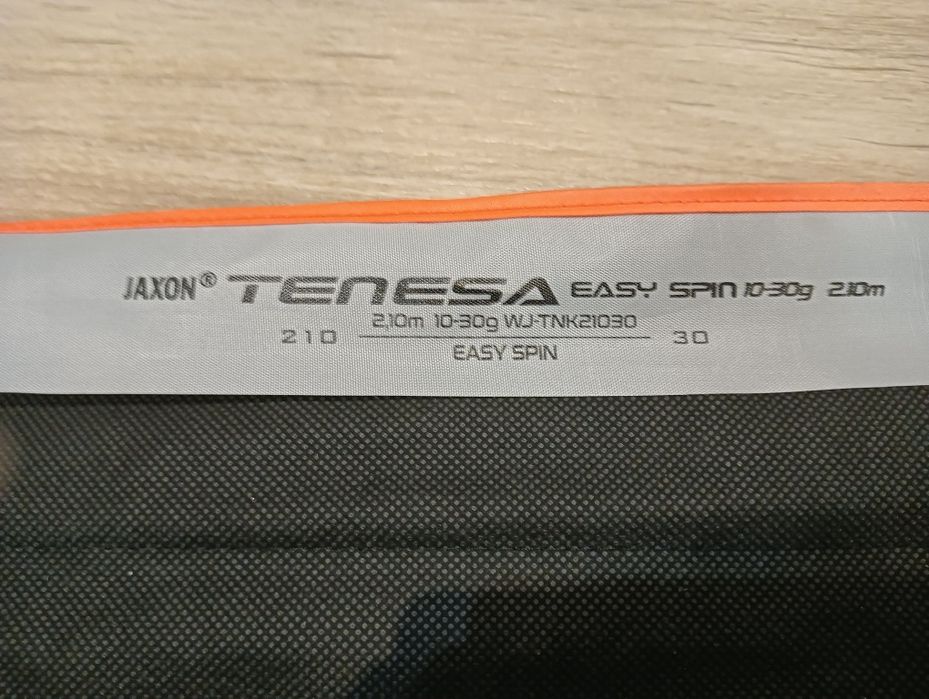 JAXON® TENESA EASY SPIN 10-30g 2.10m
2,10m 10-30g WJ-TNK21030
210 30
EASY SPIN